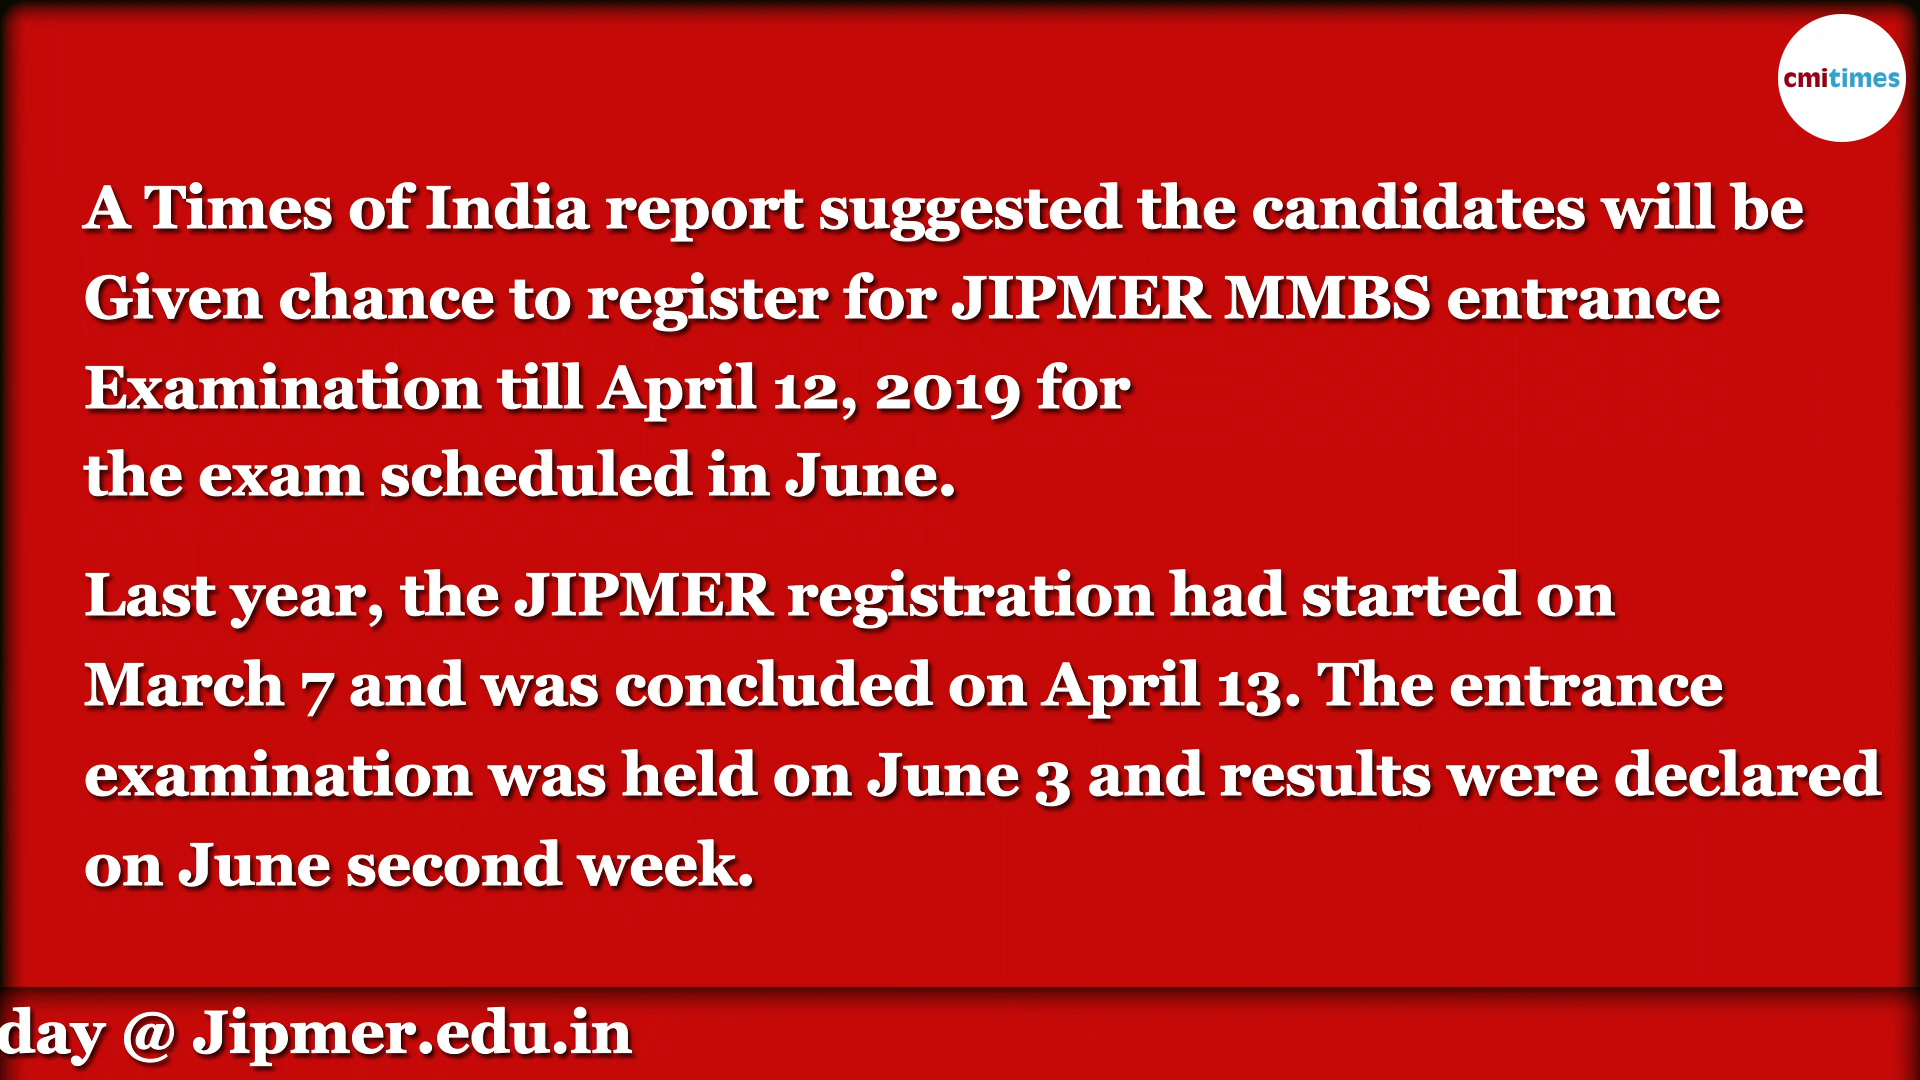 cmitimes
A Times of India report suggested the candidates will be
Given chance to register for JIPMER MMBS entrance
Examination till April 12, 2019 for
the exam scheduled in June.
Last year, the JIPMER registration had started on
March 7 and was concluded on April 13. The entrance
examination was held on June 3 and results were declared
on June second week.
day @ Jipmer.edu.in